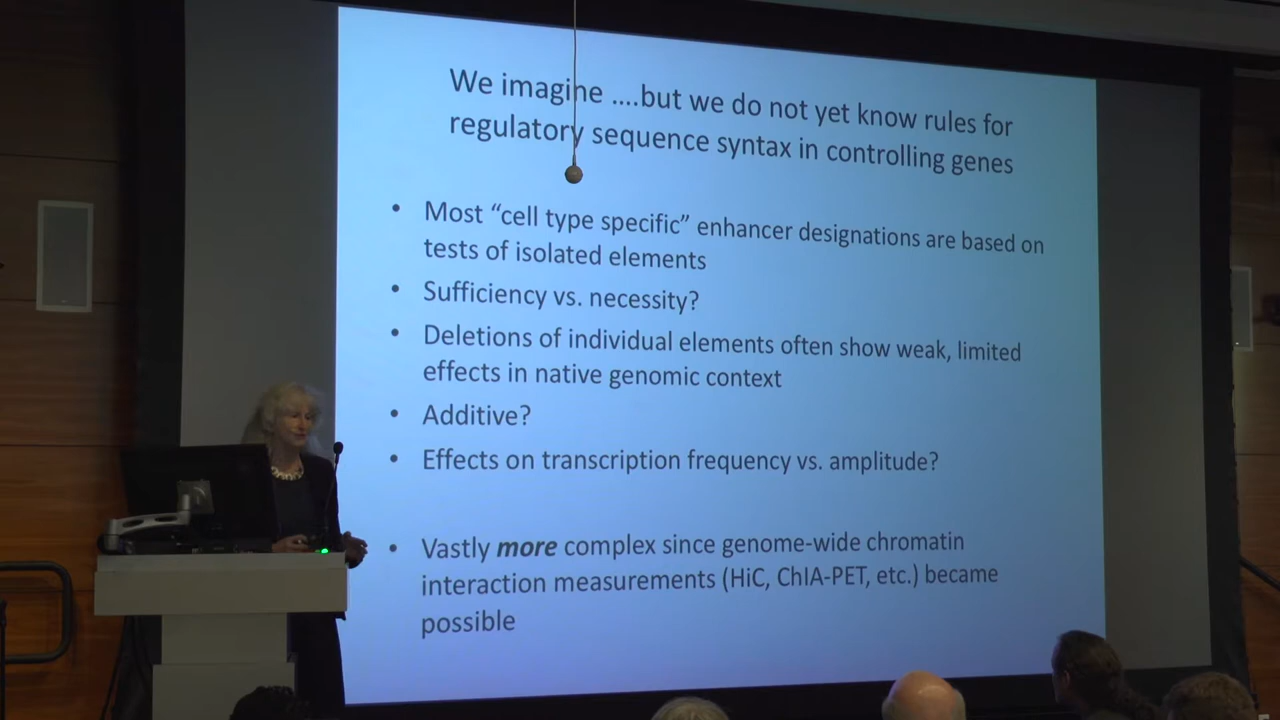 We imagine ....but we do not yet know rules for
regulatory sequence syntax in controlling genes
• Most “cell type specific” enhancer designations are based on
tests of isolated elements
• Sufficiency vs. necessity?
• Deletions of individual elements often show weak, limited
effects in native genomic context
• Additive?
• Effects on transcription frequency vs. amplitude?
• Vastly more complex since genome-wide chromatin
interaction measurements (HiC, ChIA-PET, etc.) became
possible